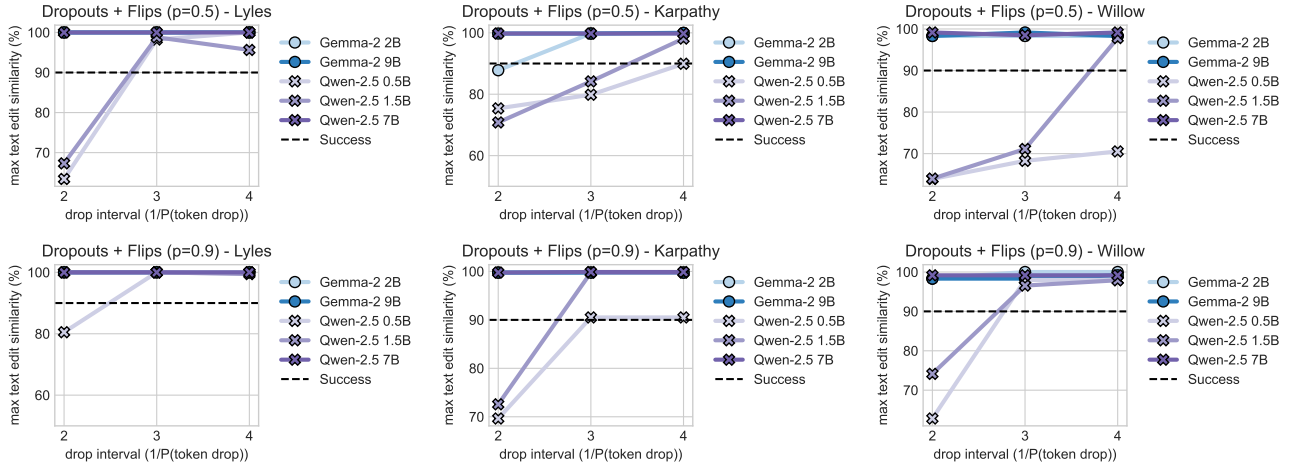 Dropouts + Flips (p=0.5) - Lyles
max text edit similarity (%)
100
90
80
70
2
3
4
drop interval (1/P(token drop))
Gemma-2 2B
Gemma-2 9B
Qwen-2.5 0.5B
Qwen-2.5 1.5B
Qwen-2.5 7B
Success
Dropouts + Flips (p=0.5) - Karpathy
max text edit similarity (%)
100
80
60
2
3
4
drop interval (1/P(token drop))
Gemma-2 2B
Gemma-2 9B
Qwen-2.5 0.5B
Qwen-2.5 1.5B
Qwen-2.5 7B
Success
Dropouts + Flips (p=0.5) - Willow
max text edit similarity (%)
100
90
80
70
2
3
4
drop interval (1/P(token drop))
Gemma-2 2B
Gemma-2 9B
Qwen-2.5 0.5B
Qwen-2.5 1.5B
Qwen-2.5 7B
Success
Dropouts + Flips (p=0.9) - Lyles
max text edit similarity (%)
100
80
60
2
3
4
drop interval (1/P(token drop))
Gemma-2 2B
Gemma-2 9B
Qwen-2.5 0.5B
Qwen-2.5 1.5B
Qwen-2.5 7B
Success
Dropouts + Flips (p=0.9) - Karpathy
max text edit similarity (%)
100
90
80
70
2
3
4
drop interval (1/P(token drop))
Gemma-2 2B
Gemma-2 9B
Qwen-2.5 0.5B
Qwen-2.5 1.5B
Qwen-2.5 7B
Success
Dropouts + Flips (p=0.9) - Willow
max text edit similarity (%)
100
90
80
70
2
3
4
drop interval (1/P(token drop))
Gemma-2 2B
Gemma-2 9B
Qwen-2.5 0.5B
Qwen-2.5 1.5B
Qwen-2.5 7B
Success